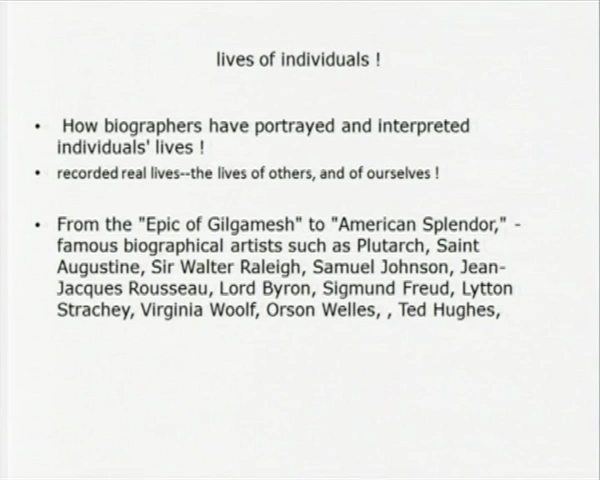 lives of individuals !
• How biographers have portrayed and interpreted
individuals' lives !
• recorded real lives--the lives of others, and of ourselves !
• From the "Epic of Gilgamesh" to "American Splendor," -
famous biographical artists such as Plutarch, Saint
Augustine, Sir Walter Raleigh, Samuel Johnson, Jean-
Jacques Rousseau, Lord Byron, Sigmund Freud, Lytton
Strachey, Virginia Woolf, Orson Welles, , Ted Hughes,